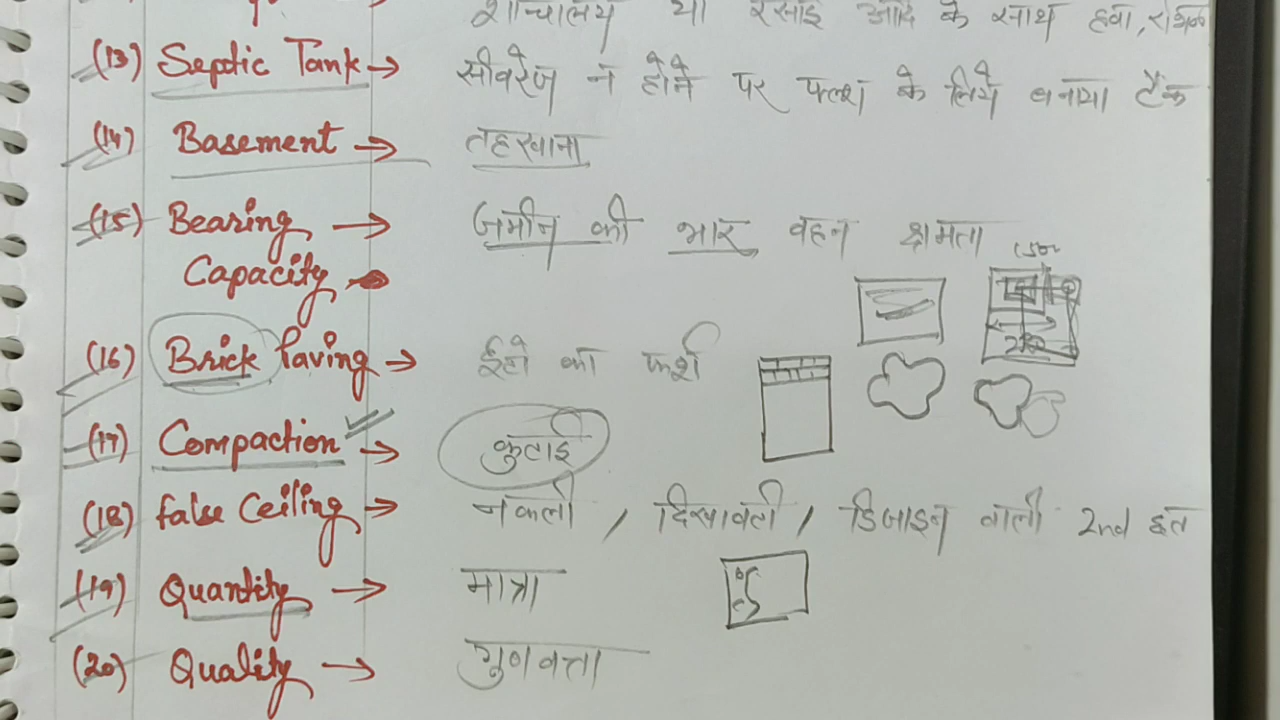 शौचालय या रसोई आदि के साथ हवा,
(13) Septic Tank → सीवरेज न होने पर फ्लश के लिये बनाया टैंक
(14) Basement → तहखाना
(15) Bearing → जमीन की भार वहन क्षमता
Capacity
(16) Brick Paving → ईंटो का फर्श
(17) Compaction → कुटाई
(18) false Ceiling → नकली, दिखावटी, डिजाइन वाली 2nd छत
(19) Quantity → मात्रा
(20) Quality → गुणवत्ता